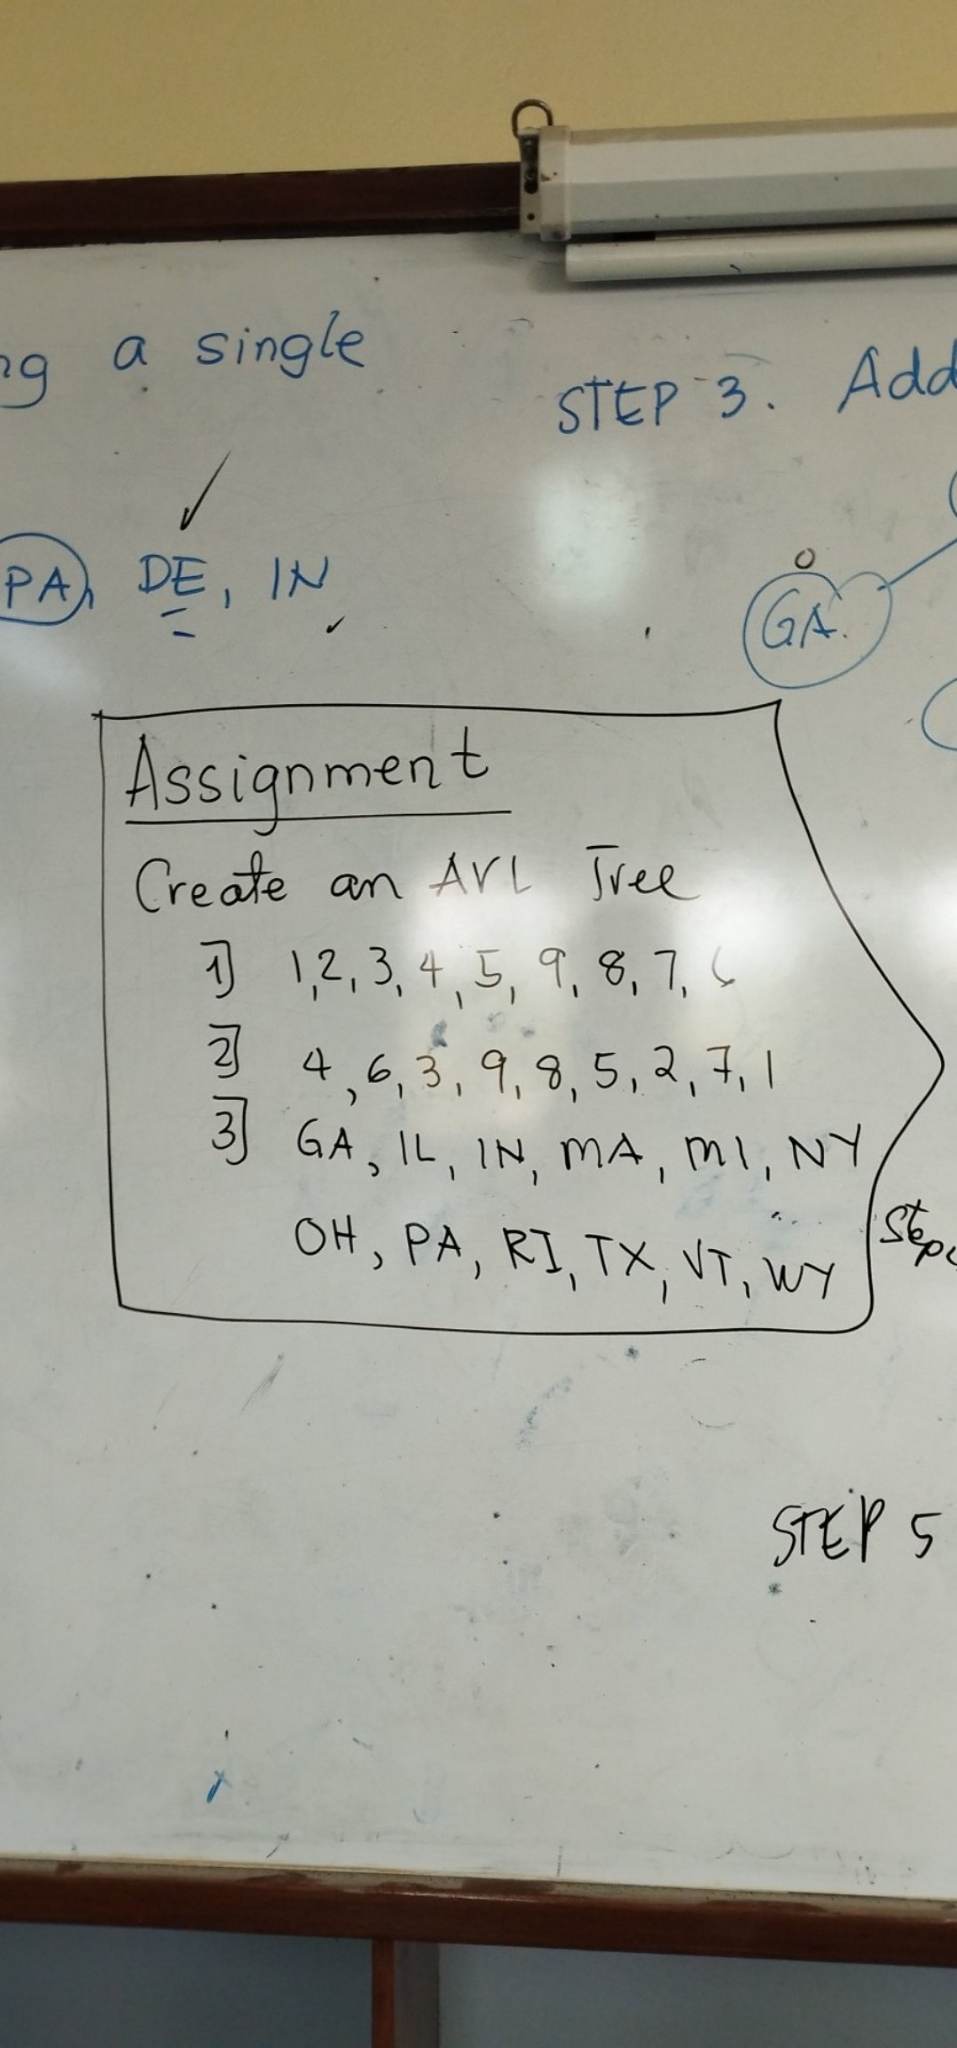 ng a single
STEP 3. Add
PA, DE, IN
GA.
Assignment
Create an AVL Tree
1] 1,2,3,4,5,9,8,7,6
2] 4,6,3,9,8,5,2,7,1
3] GA, IL, IN, MA, MI, NY
OH, PA, RI, TX, VT, WY
Step
STEP 5